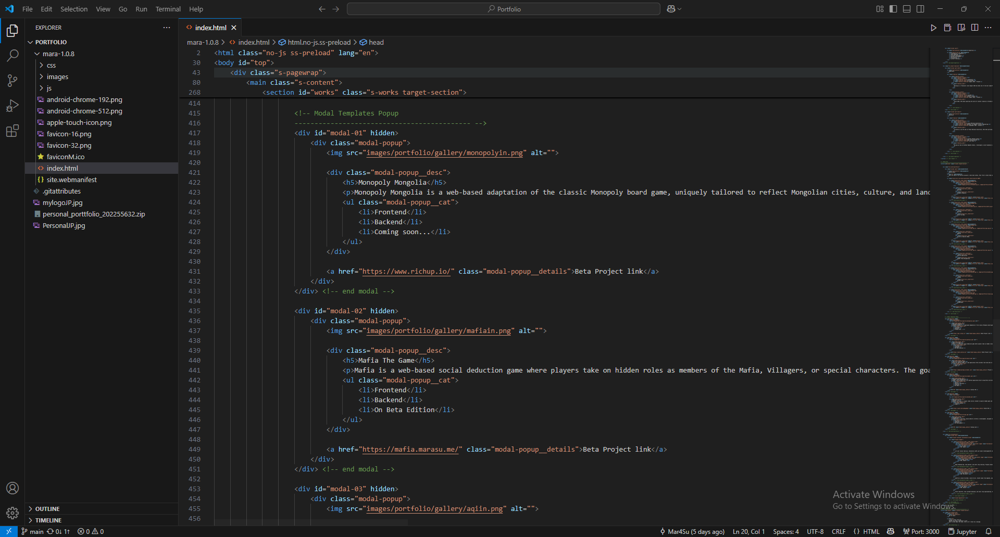 File Edit Selection View Go Run Terminal Help
Portfolio
EXPLORER
PORTFOLIO
mara-1.0.8
css
images
js
android-chrome-192.png
android-chrome-512.png
apple-touch-icon.png
favicon-16.png
favicon-32.png
faviconM.ico
index.html
site.webmanifest
.gitattributes
mylogoJP.jpg
personal_porttfolio_202255632.zip
PersonalJP.jpg
OUTLINE
TIMELINE
index.html
mara-1.0.8 > index.html > html.no-js.ss-preload > head
2 <html class="no-js ss-preload" lang="en">
30 <body id="top">
43 <div class="s-pagewrap">
80 <main class="s-content">
268 <section id="works" class="s-works target-section">
414
415 <!-- Modal Templates Popup
416 -------------------------------------------- -->
417 <div id="modal-01" hidden>
418 <div class="modal-popup">
419 <img src="images/portfolio/gallery/monopolyin.png" alt="">
420
421 <div class="modal-popup__desc">
422 <h5>Monopoly Mongolia</h5>
423 <p>Monopoly Mongolia is a web-based adaptation of the classic Monopoly board game, uniquely tailored to reflect Mongolian cities, culture, and lanc
424 <ul class="modal-popup__cat">
425 <li>Frontend</li>
426 <li>Backend</li>
427 <li>Coming soon...</li>
428 </ul>
429 </div>
430
431 <a href="https://www.richup.io/" class="modal-popup__details">Beta Project link</a>
432 </div>
433 </div> <!-- end modal -->
434
435 <div id="modal-02" hidden>
436 <div class="modal-popup">
437 <img src="images/portfolio/gallery/mafiain.png" alt="">
438
439 <div class="modal-popup__desc">
440 <h5>Mafia The Game</h5>
441 <p>Mafia is a web-based social deduction game where players take on hidden roles as members of the Mafia, Villagers, or special characters. The goa
442 <ul class="modal-popup__cat">
443 <li>Frontend</li>
444 <li>Backend</li>
445 <li>On Beta Edition</li>
446 </ul>
447 </div>
448
449 <a href="https://mafia.marasu.me/" class="modal-popup__details">Beta Project link</a>
450 </div>
451 </div> <!-- end modal -->
452
453 <div id="modal-03" hidden>
454 <div class="modal-popup">
455 <img src="images/portfolio/gallery/aqiin.png" alt="">
456
Activate Windows
Go to Settings to activate Windows.
main 0↓ 1↑ 0 0 Mar4Su (5 days ago) Ln 20, Col 1 Spaces: 4 UTF-8 CRLF {} HTML Port: 3000 Jupyter